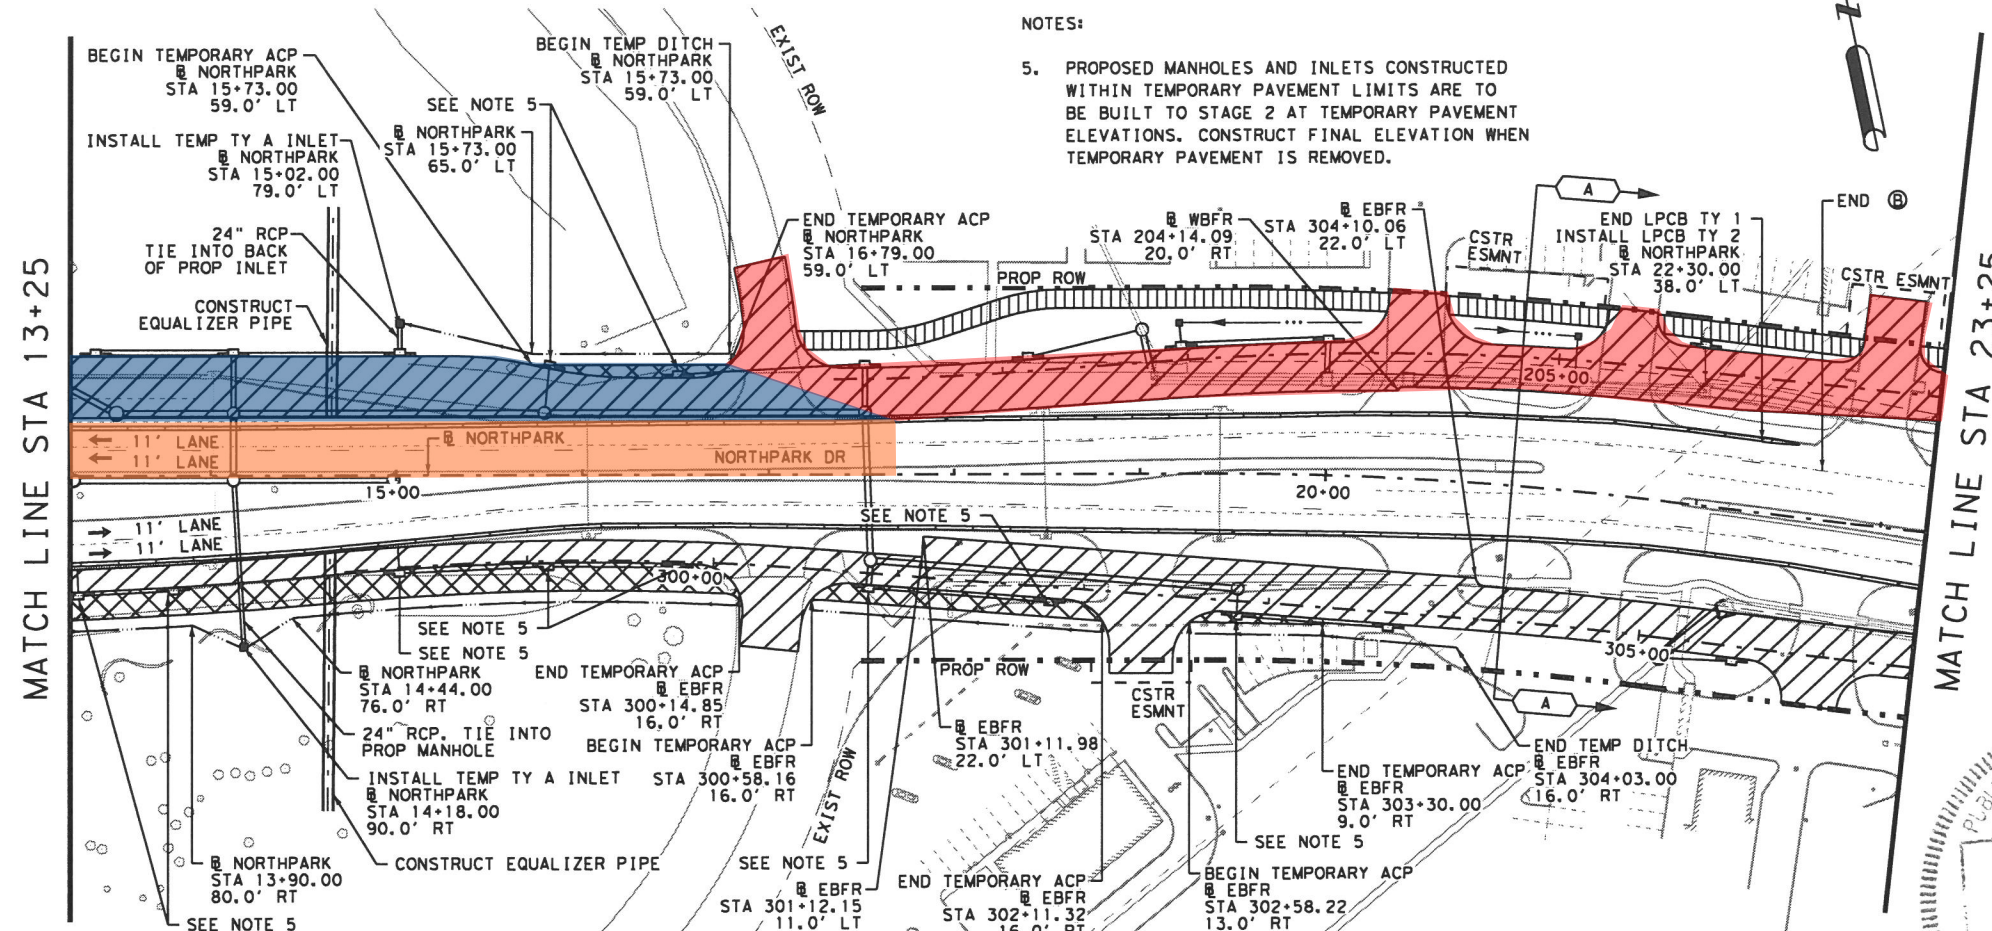 NOTES:
5. PROPOSED MANHOLES AND INLETS CONSTRUCTED
WITHIN TEMPORARY PAVEMENT LIMITS ARE TO
BE BUILT TO STAGE 2 AT TEMPORARY PAVEMENT
ELEVATIONS. CONSTRUCT FINAL ELEVATION WHEN
TEMPORARY PAVEMENT IS REMOVED.
MATCH LINE STA 13+25
BEGIN TEMPORARY ACP
℄ NORTHPARK
STA 15+73.00
59.0' LT
INSTALL TEMP TY A INLET
℄ NORTHPARK
STA 15+02.00
79.0' LT
24" RCP
TIE INTO BACK
OF PROP INLET
CONSTRUCT
EQUALIZER PIPE
SEE NOTE 5
℄ NORTHPARK
STA 15+73.00
65.0' LT
BEGIN TEMP DITCH
℄ NORTHPARK
STA 15+73.00
59.0' LT
EXIST ROW
END TEMPORARY ACP
℄ NORTHPARK
STA 16+79.00
59.0' LT
PROP ROW
℄ WBFR
STA 204+14.09
20.0' RT
℄ EBFR
STA 304+10.06
22.0' LT
A
CSTR
ESMNT
END LPCB TY 1
INSTALL LPCB TY 2
℄ NORTHPARK
STA 22+30.00
38.0' LT
END Ⓑ
CSTR ESMNT
205+00
11' LANE
11' LANE
℄ NORTHPARK
NORTHPARK DR
15+00
20+00
11' LANE
11' LANE
SEE NOTE 5
300+00
305+00
SEE NOTE 5
SEE NOTE 5
℄ NORTHPARK
STA 14+44.00
76.0' RT
24" RCP. TIE INTO
PROP MANHOLE
INSTALL TEMP TY A INLET
℄ NORTHPARK
STA 14+18.00
90.0' RT
CONSTRUCT EQUALIZER PIPE
℄ NORTHPARK
STA 13+90.00
80.0' RT
SEE NOTE 5
END TEMPORARY ACP
℄ EBFR
STA 300+14.85
16.0' RT
BEGIN TEMPORARY ACP
℄ EBFR
STA 300+58.16
16.0' RT
EXIST ROW
SEE NOTE 5
℄ EBFR
STA 301+12.15
11.0' LT
PROP ROW
℄ EBFR
STA 301+11.98
22.0' LT
CSTR
ESMNT
END TEMPORARY ACP
℄ EBFR
STA 302+11.32
16.0' RT
BEGIN TEMPORARY ACP
℄ EBFR
STA 302+58.22
13.0' RT
SEE NOTE 5
END TEMPORARY ACP
℄ EBFR
STA 303+30.00
9.0' RT
END TEMP DITCH
℄ EBFR
STA 304+03.00
16.0' RT
A
MATCH LINE STA 23+25